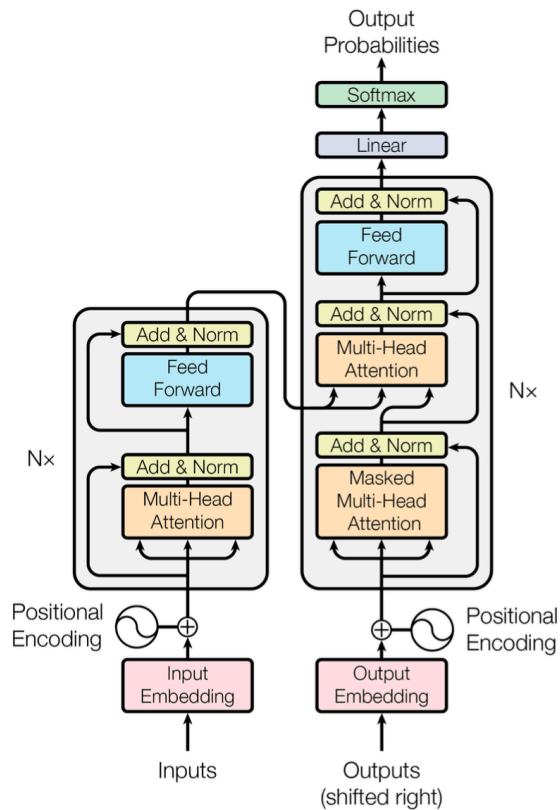 Output
Probabilities
Softmax
Linear
Add & Norm
Feed
Forward
Add & Norm
Multi-Head
Attention
Add & Norm
Masked
Multi-Head
Attention
N×
Add & Norm
Feed
Forward
Add & Norm
Multi-Head
Attention
N×
Positional
Encoding
Positional
Encoding
Input
Embedding
Output
Embedding
Inputs
Outputs
(shifted right)